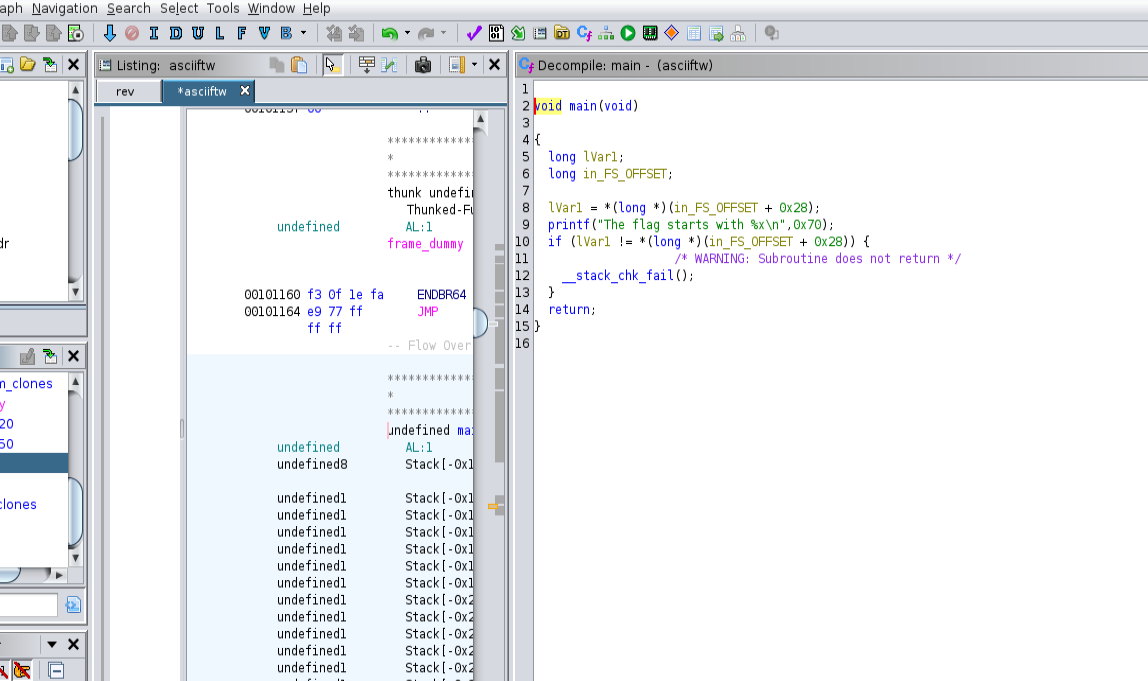 aph Navigation Search Select Tools Window Help
I D U L F V B
Listing: asciiftw
rev
*asciiftw
**************
*
**************
thunk undefi
Thunked-Fu
undefined AL:1
frame_dummy
00101160 f3 0f 1e fa ENDBR64
00101164 e9 77 ff JMP
ff ff
-- Flow Over
**************
*
**************
undefined mai
undefined AL:1
undefined8 Stack[-0x1
undefined1 Stack[-0x1
undefined1 Stack[-0x1
undefined1 Stack[-0x1
undefined1 Stack[-0x1
undefined1 Stack[-0x1
undefined1 Stack[-0x1
undefined1 Stack[-0x2
undefined1 Stack[-0x2
undefined1 Stack[-0x2
undefined1 Stack[-0x2
undefined1 Stack[-0x2
dr
m_clones
y
20
50
clones
Decompile: main - (asciiftw)
1
2 void main(void)
3
4 {
5 long lVar1;
6 long in_FS_OFFSET;
7
8 lVar1 = *(long *)(in_FS_OFFSET + 0x28);
9 printf("The flag starts with %x\n",0x70);
10 if (lVar1 != *(long *)(in_FS_OFFSET + 0x28)) {
11 /* WARNING: Subroutine does not return */
12 __stack_chk_fail();
13 }
14 return;
15 }
16